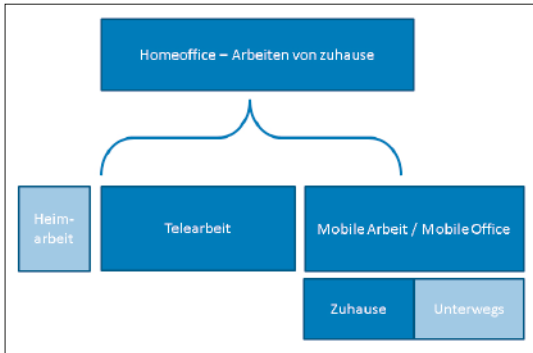 Homeoffice – Arbeiten von zuhause
Heim-
arbeit
Telearbeit
Mobile Arbeit / Mobile Office
Zuhause
Unterwegs